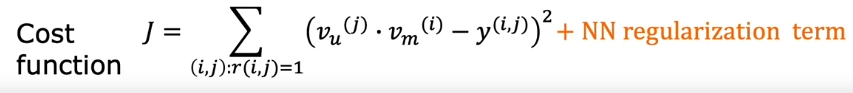 Cost J = ∑ (v_u^(j) · v_m^(i) − y^(i,j))^2 + NN regularization term
function (i,j):r(i,j)=1